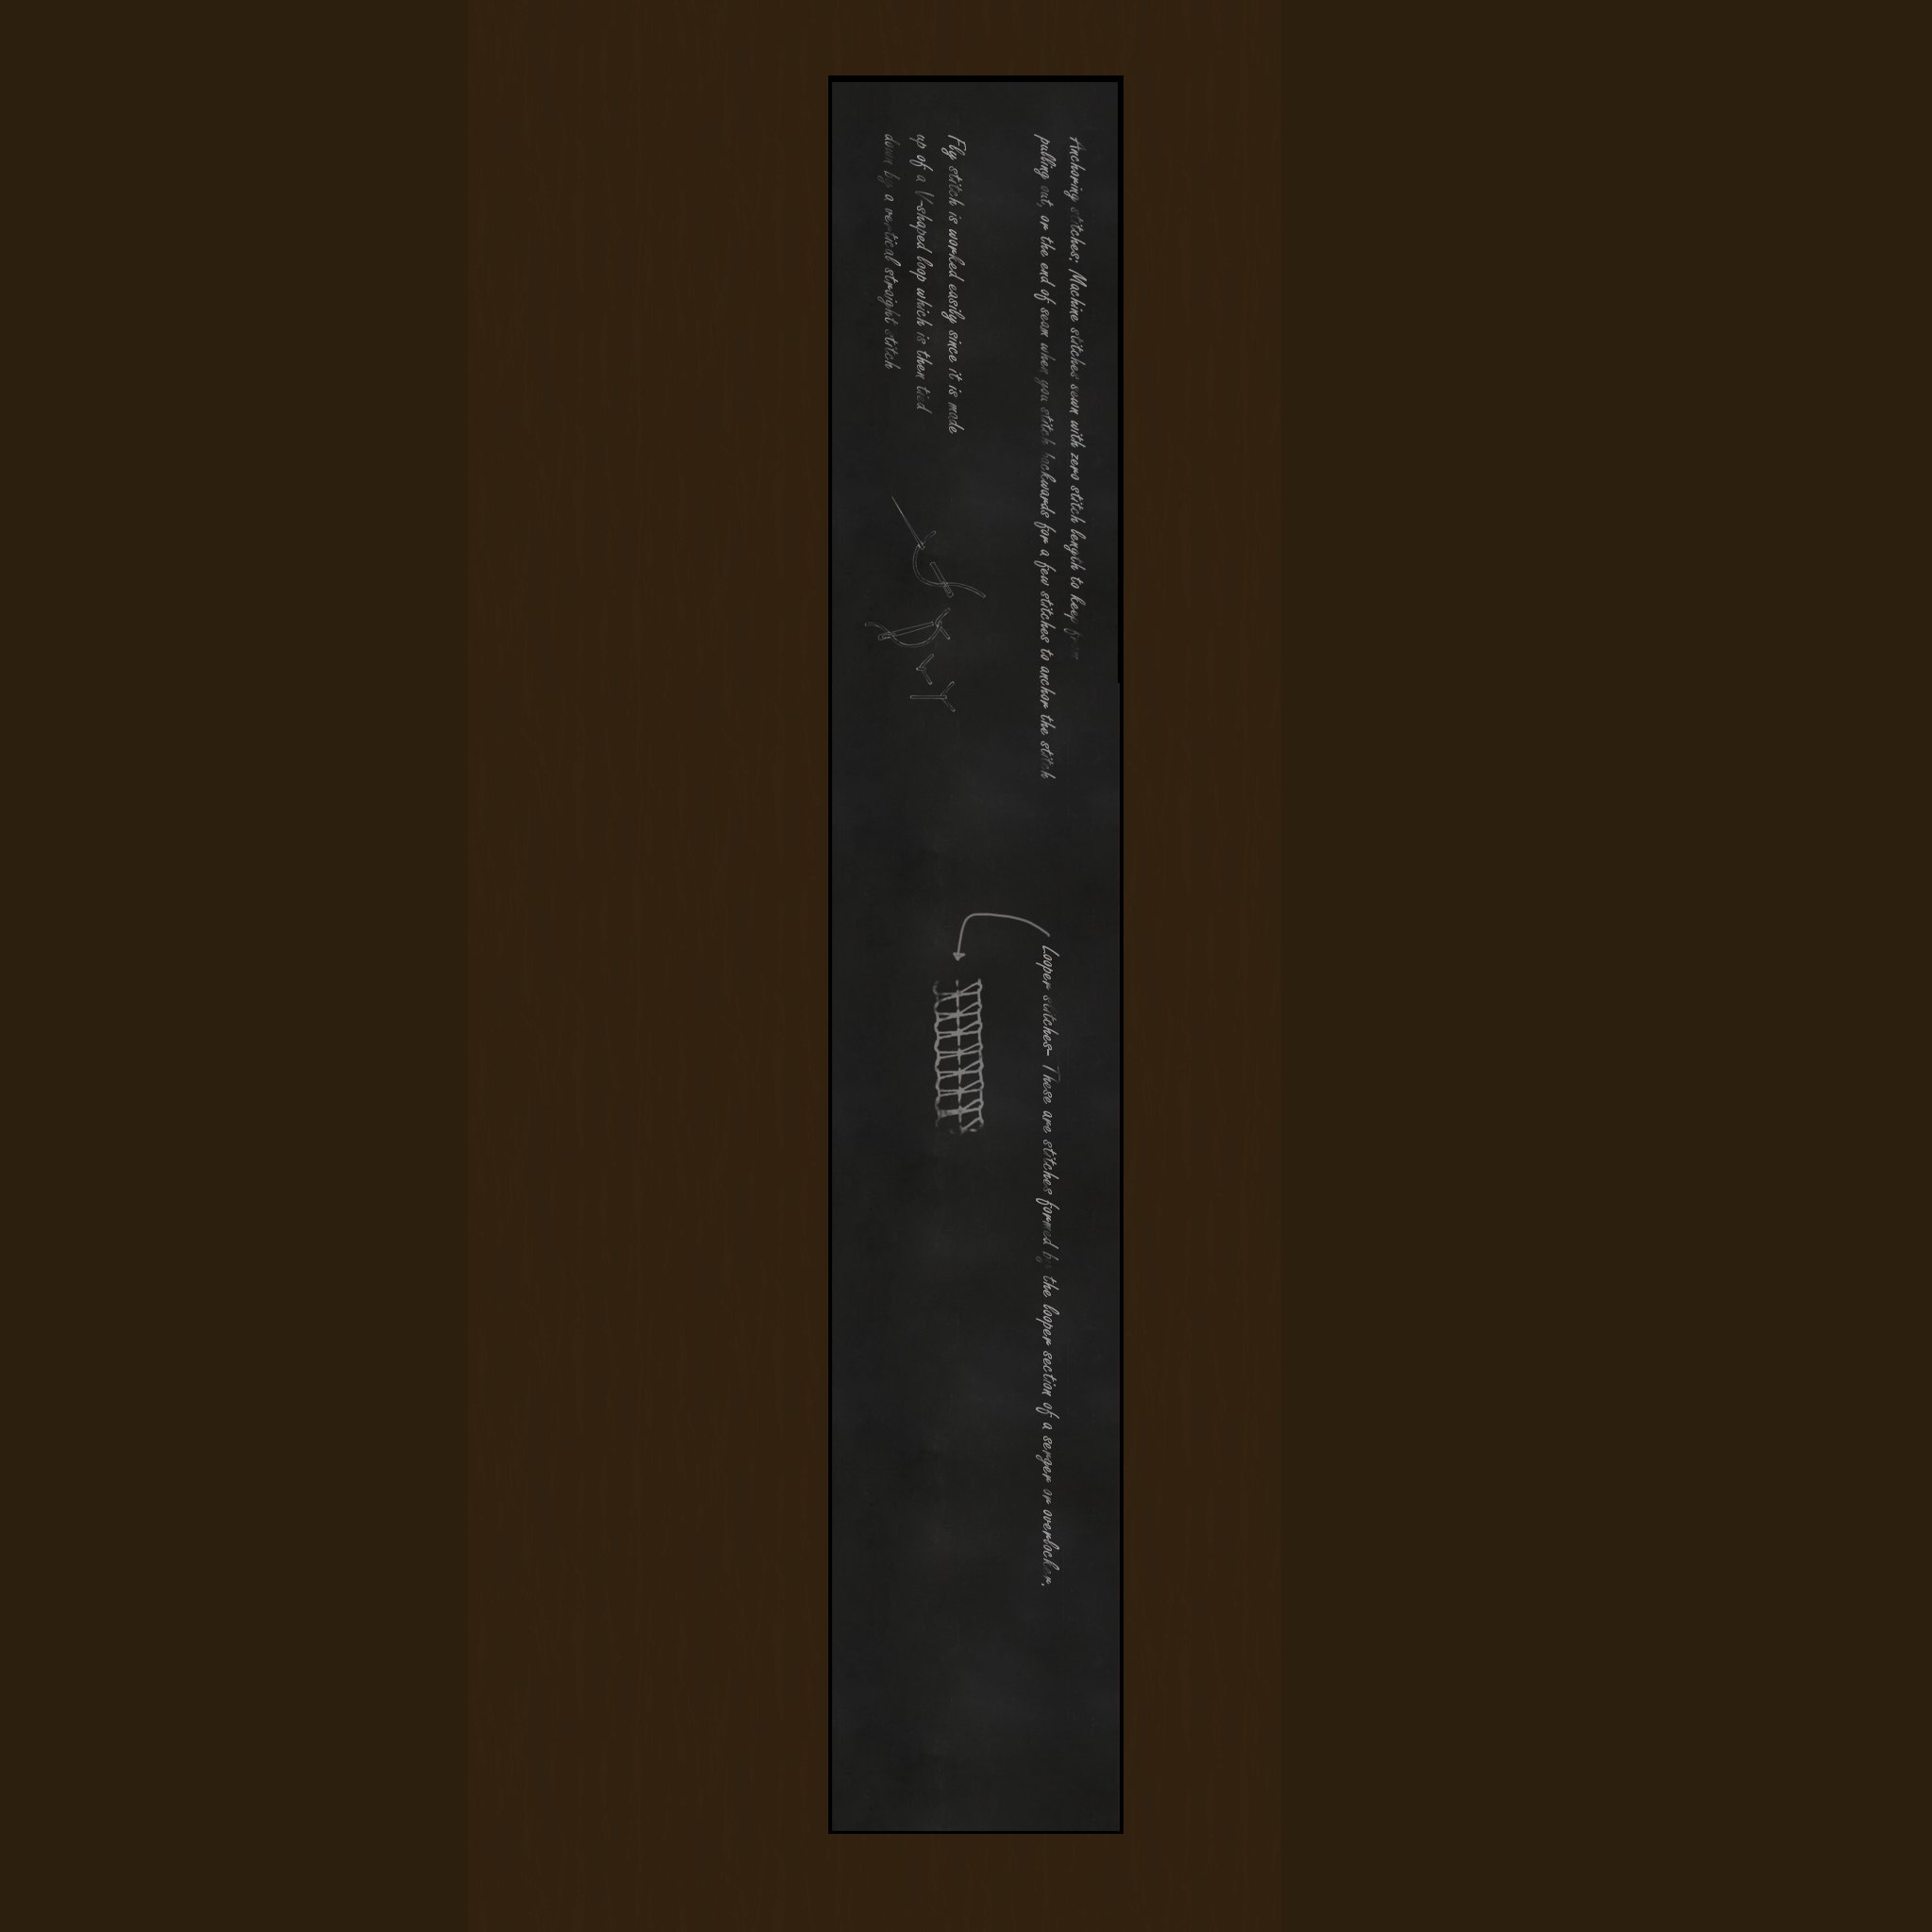 Anchoring stitches; Machine stitches sewn with zero stitch length to keep from
pulling out, or the end of seam when you stitch backwards for a few stitches to anchor the stitch
Fly stitch is worked easily since it is made
up of a V-shaped loop which is then tied
down by a vertical straight stitch
Looper stitches- These are stitches formed by the looper section of a serger or overlocker.